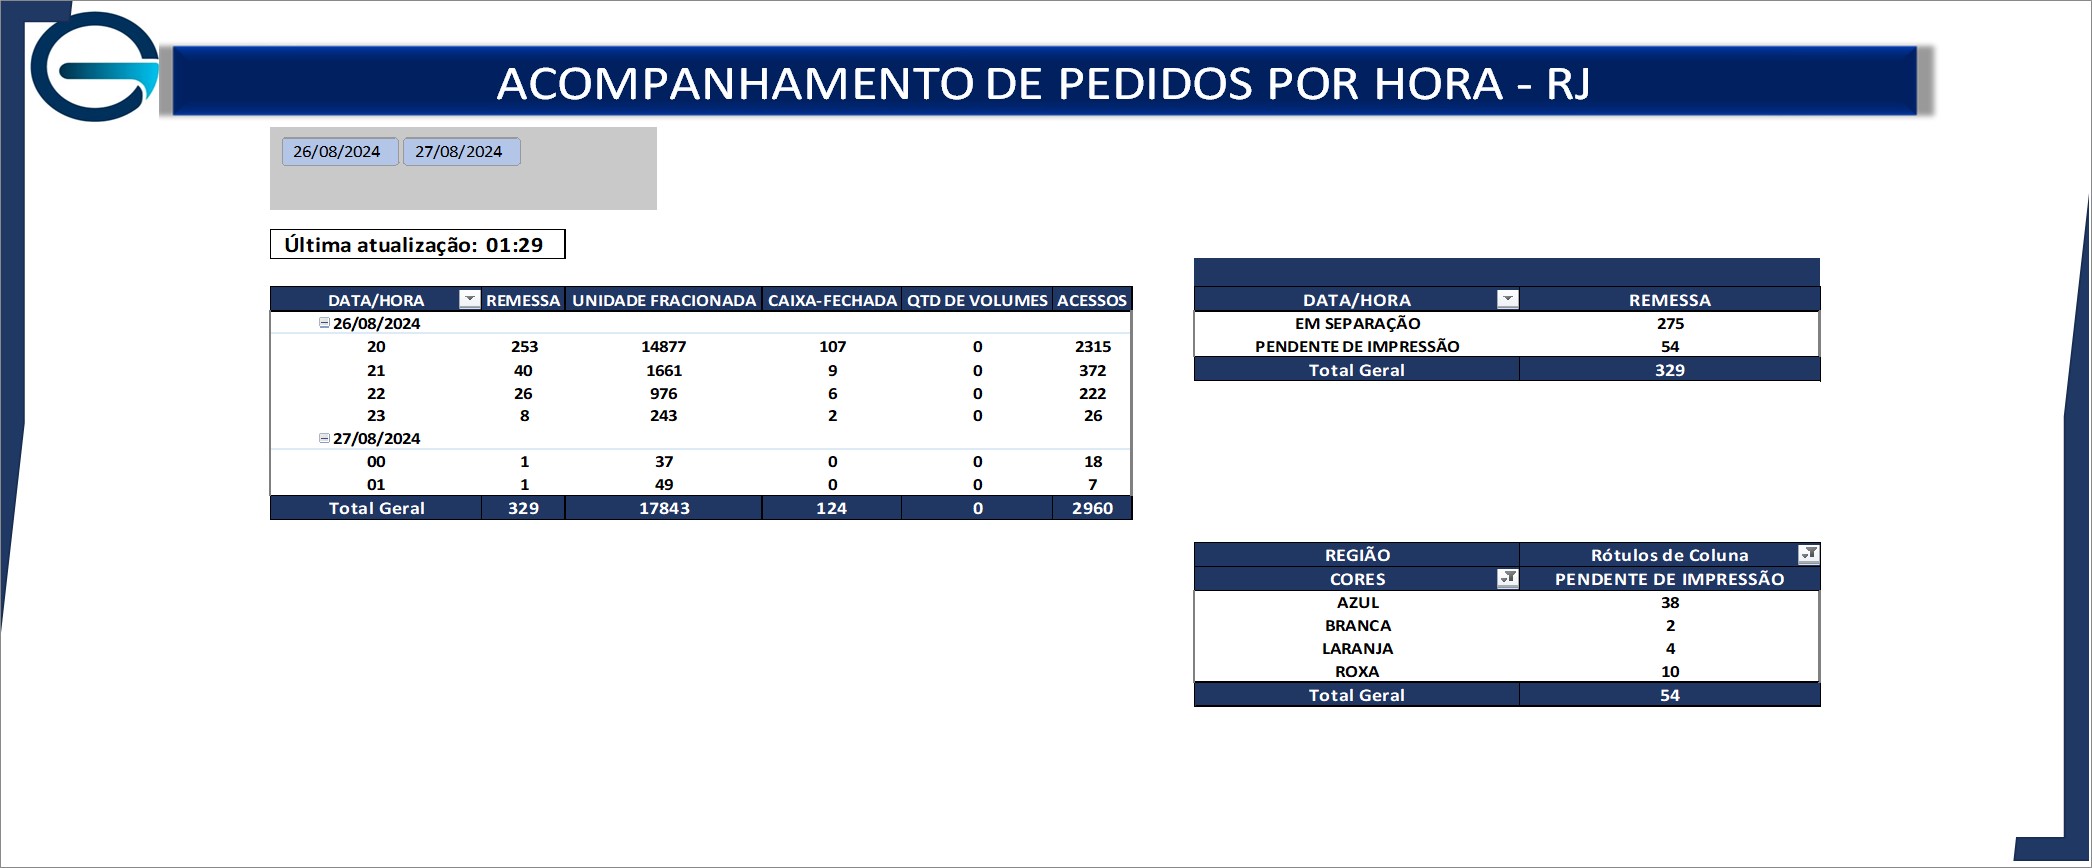 ACOMPANHAMENTO DE PEDIDOS POR HORA - RJ
26/08/2024 27/08/2024
Última atualização: 01:29
DATA/HORA REMESSA UNIDADE FRACIONADA CAIXA-FECHADA QTD DE VOLUMES ACESSOS
26/08/2024
20 253 14877 107 0 2315
21 40 1661 9 0 372
22 26 976 6 0 222
23 8 243 2 0 26
27/08/2024
00 1 37 0 0 18
01 1 49 0 0 7
Total Geral 329 17843 124 0 2960
DATA/HORA REMESSA
EM SEPARAÇÃO 275
PENDENTE DE IMPRESSÃO 54
Total Geral 329
REGIÃO Rótulos de Coluna
CORES PENDENTE DE IMPRESSÃO
AZUL 38
BRANCA 2
LARANJA 4
ROXA 10
Total Geral 54